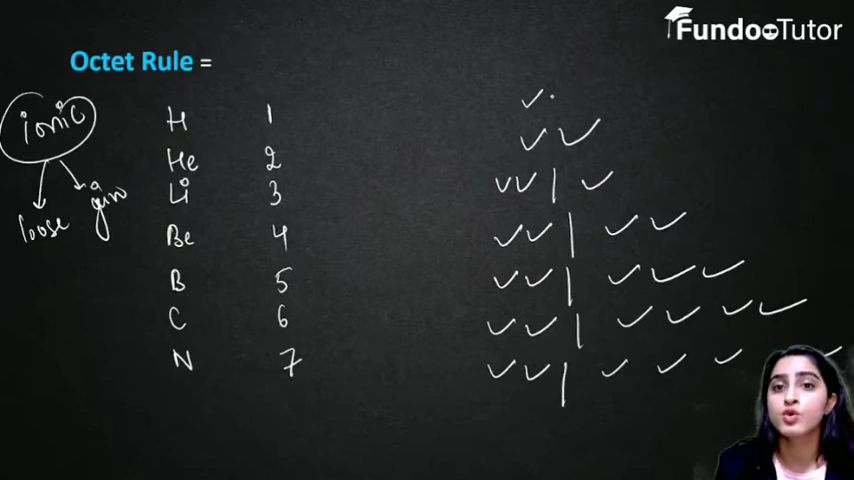 FundooTutor
Octet Rule =
ionic
loose
gain
H 1
He 2
Li 3
Be 4
B 5
C 6
N 7